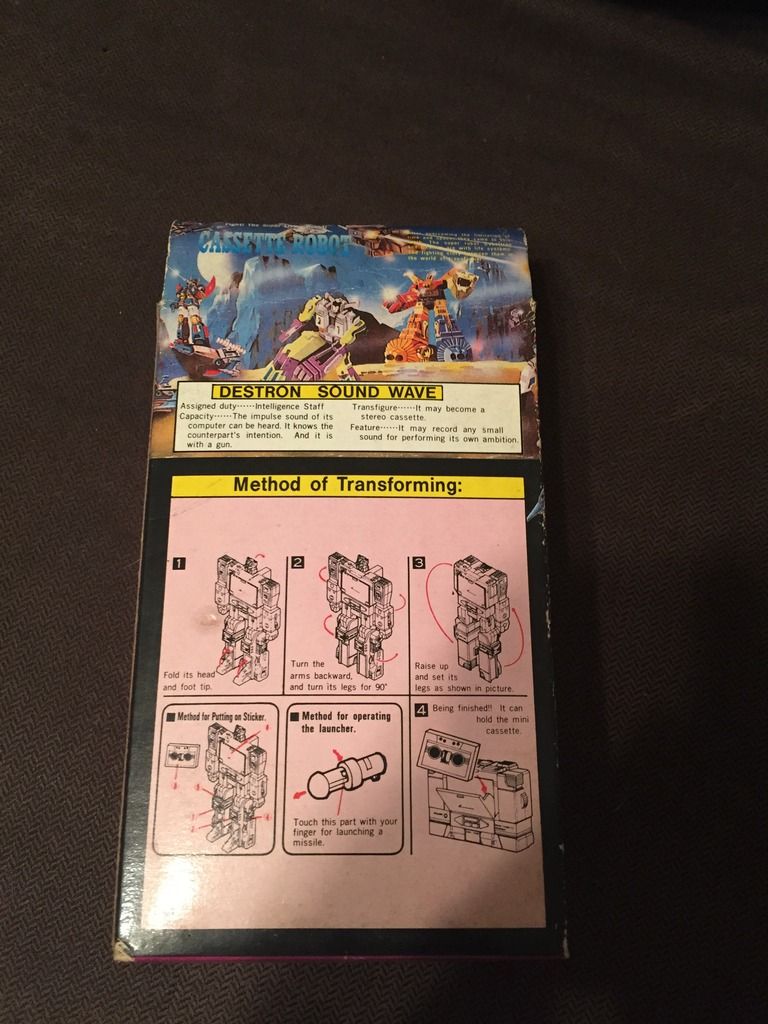 CASSETTE ROBOT
the world
DESTRON SOUND WAVE
Assigned duty······Intelligence Staff
Capacity······The impulse sound of its
computer can be heard. It knows the
counterpart's intention. And it is
with a gun.
Transfigure······It may become a
stereo cassette.
Feature······It may record any small
sound for performing its own ambition.
Method of Transforming:
1
Fold its head
and foot tip.
2
Turn the
arms backward,
and turn its legs for 90°
3
Raise up
and set its
legs as shown in picture.
■ Method for Putting on Sticker.
■ Method for operating
the launcher.
Touch this part with your
finger for launching a
missile.
4 Being finished!! It can
hold the mini
cassette.